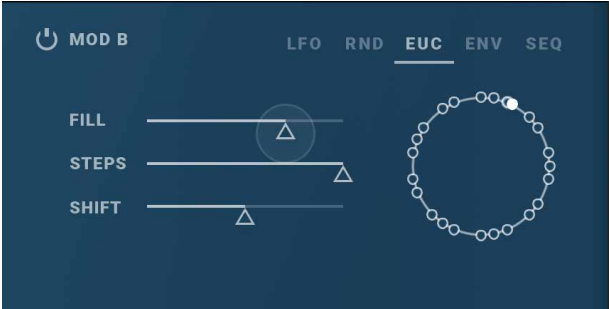 MOD B
LFO RND EUC ENV SEQ
FILL
STEPS
SHIFT